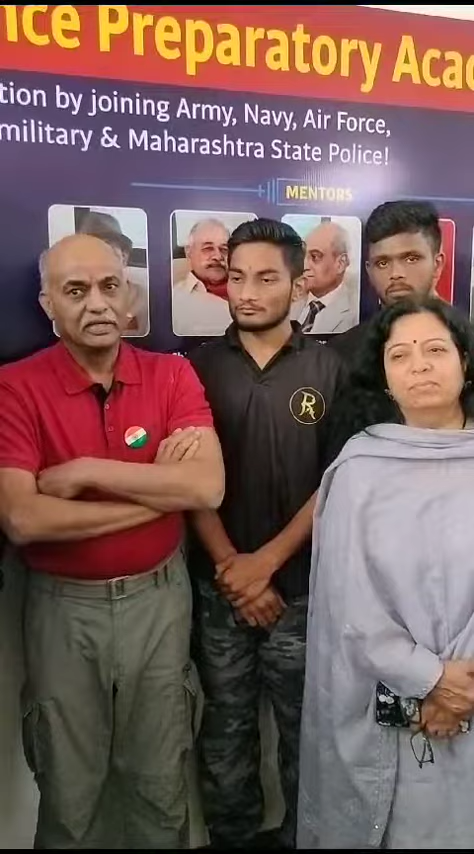 nce Preparatory Aca
tion by joining Army, Navy, Air Force,
military & Maharashtra State Police!
MENTORS
R